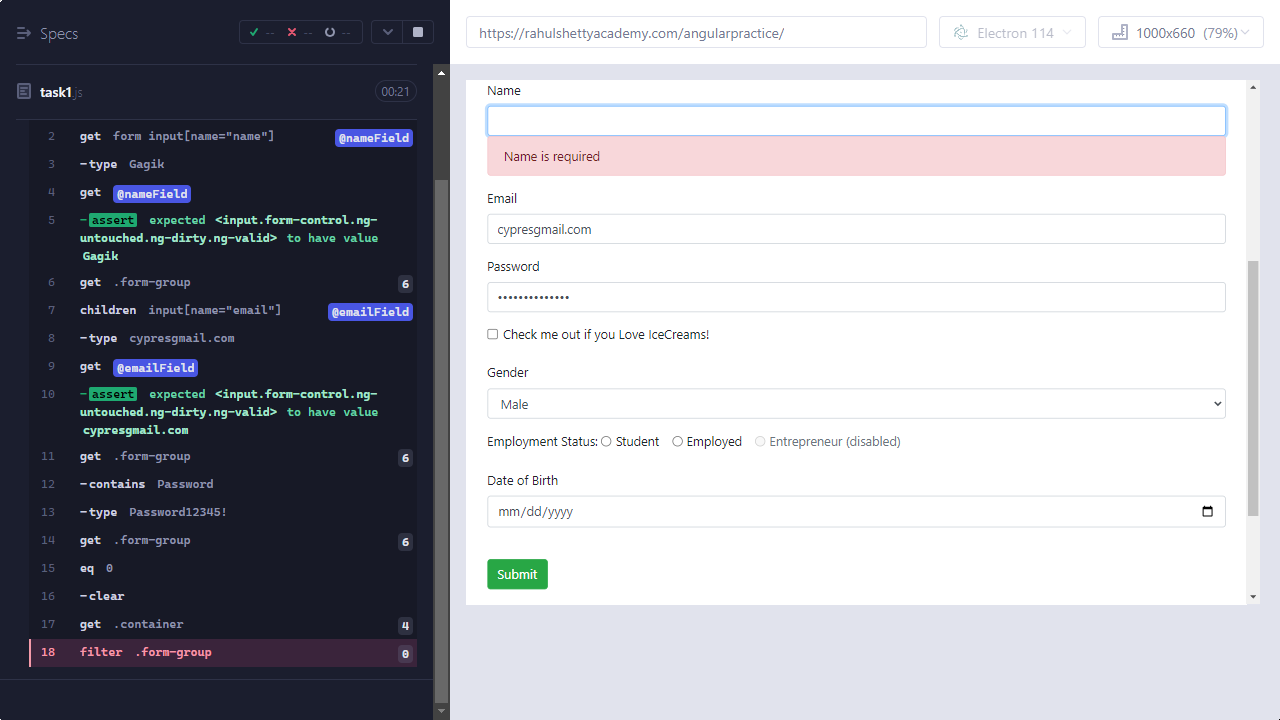 Specs
-- -- --
https://rahulshettyacademy.com/angularpractice/
Electron 114
1000x660 (79%)
task1.js
00:21
2 get form input[name="name"] @nameField
3 -type Gagik
4 get @nameField
5 -assert expected <input.form-control.ng-
untouched.ng-dirty.ng-valid> to have value
Gagik
6 get .form-group 6
7 children input[name="email"] @emailField
8 -type cypresgmail.com
9 get @emailField
10 -assert expected <input.form-control.ng-
untouched.ng-dirty.ng-valid> to have value
cypresgmail.com
11 get .form-group 6
12 -contains Password
13 -type Password12345!
14 get .form-group 6
15 eq 0
16 -clear
17 get .container 4
18 filter .form-group 0
Name
Name is required
Email
cypresgmail.com
Password
••••••••••••••
Check me out if you Love IceCreams!
Gender
Male
Employment Status: Student Employed Entrepreneur (disabled)
Date of Birth
mm/dd/yyyy
Submit